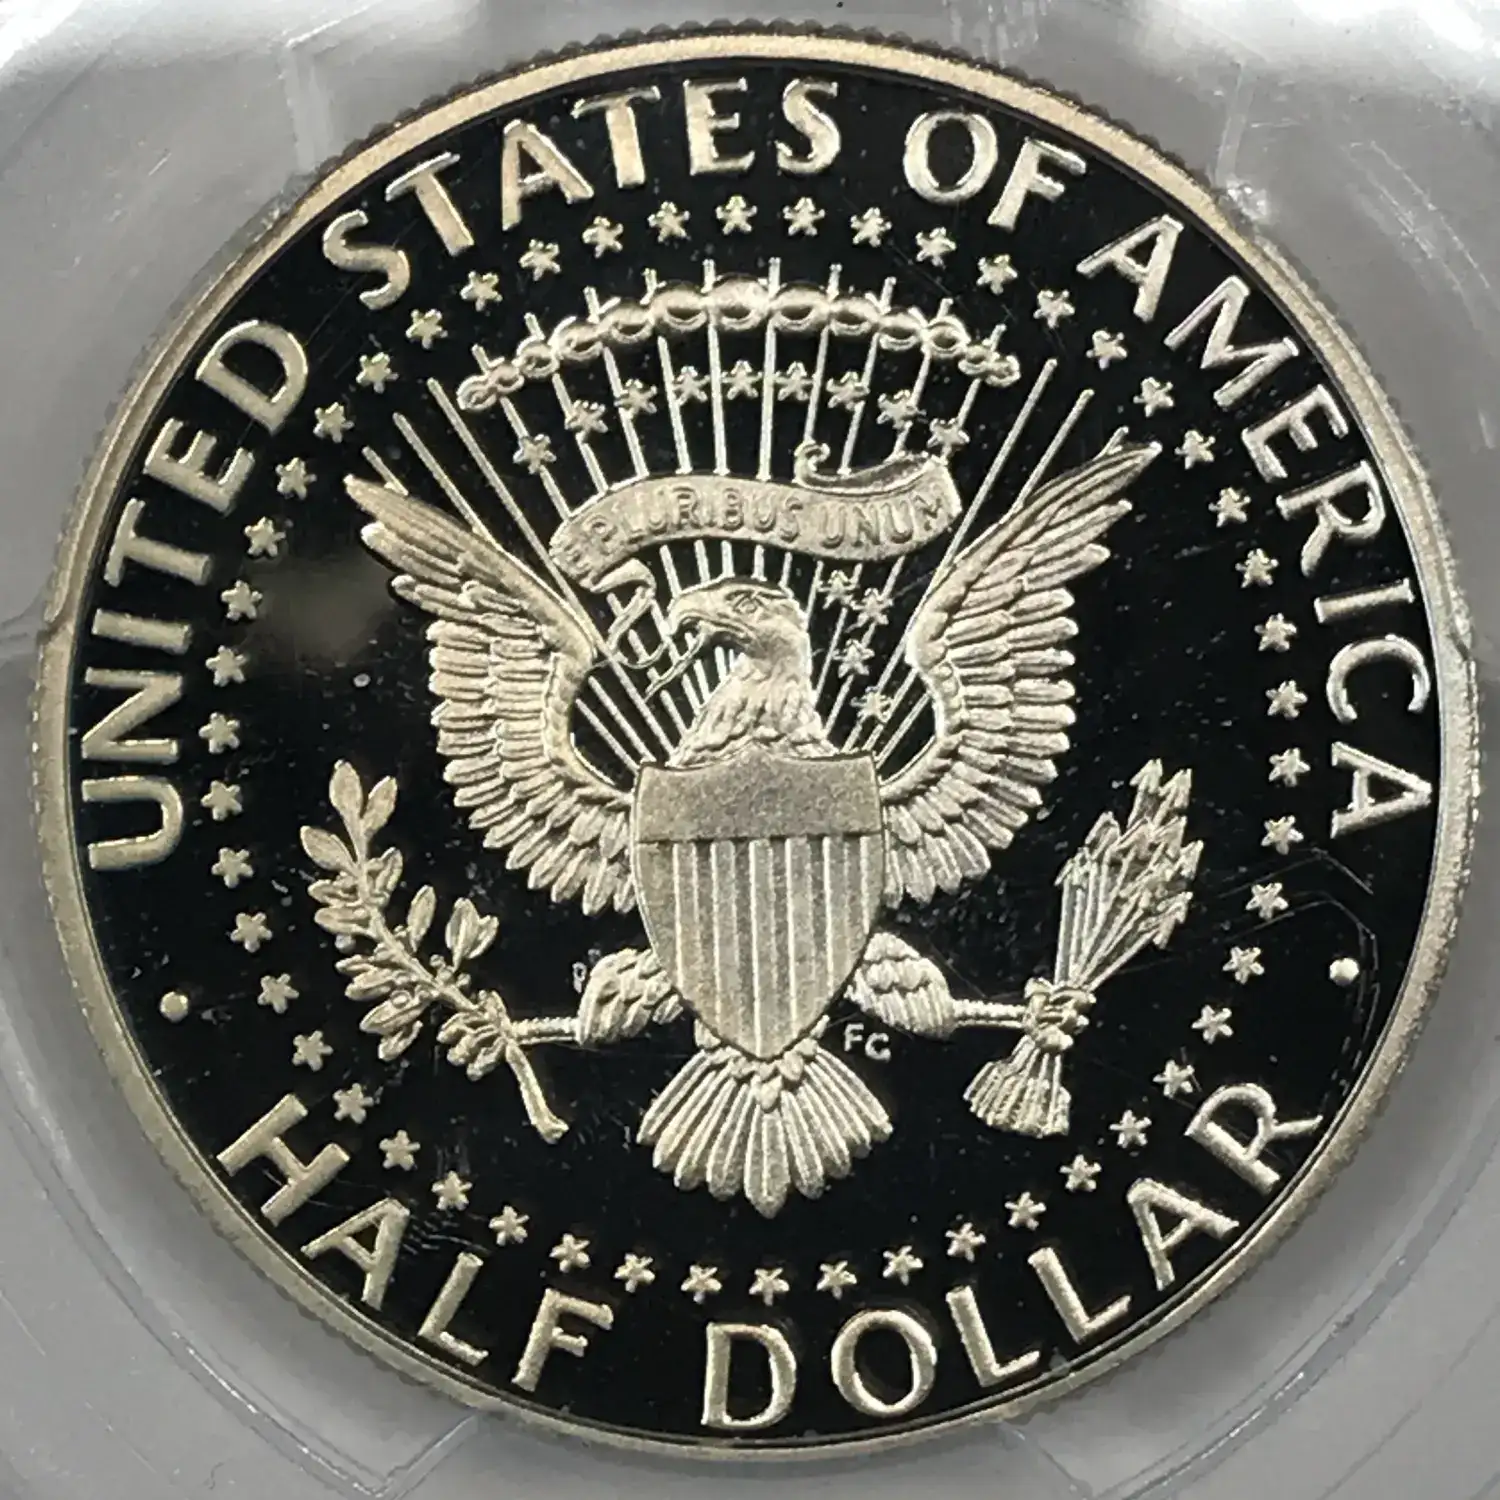 UNITED STATES OF AMERICA
E PLURIBUS UNUM
FG
· HALF DOLLAR ·